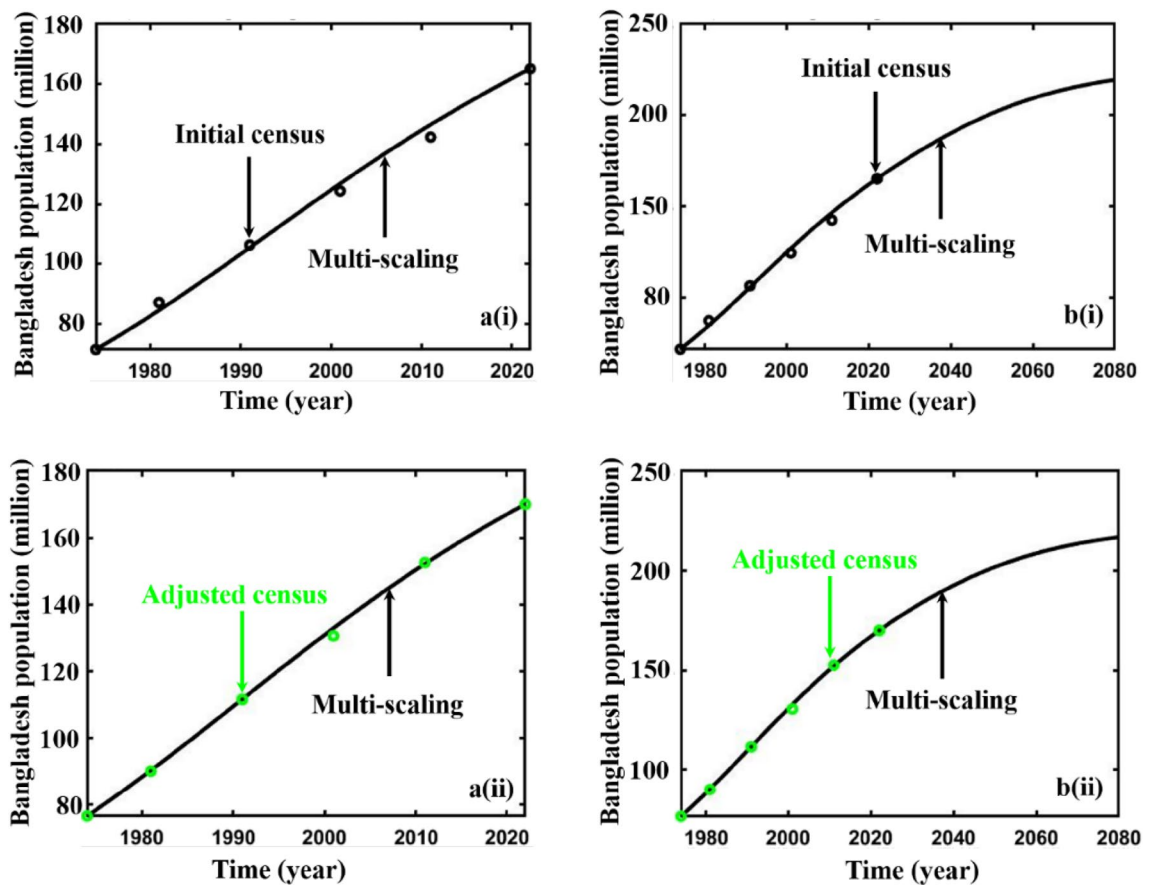 Bangladesh population (million)
180
160
140
120
100
80
Initial census
Multi-scaling
a(i)
1980 1990 2000 2010 2020
Time (year)
Bangladesh population (million)
250
200
150
80
Initial census
Multi-scaling
b(i)
1980 2000 2020 2040 2060 2080
Time (year)
Bangladesh population (million)
180
160
140
120
100
80
Adjusted census
Multi-scaling
a(ii)
1980 1990 2000 2010 2020
Time (year)
Bangladesh population (million)
250
200
150
100
Adjusted census
Multi-scaling
b(ii)
1980 2000 2020 2040 2060 2080
Time (year)